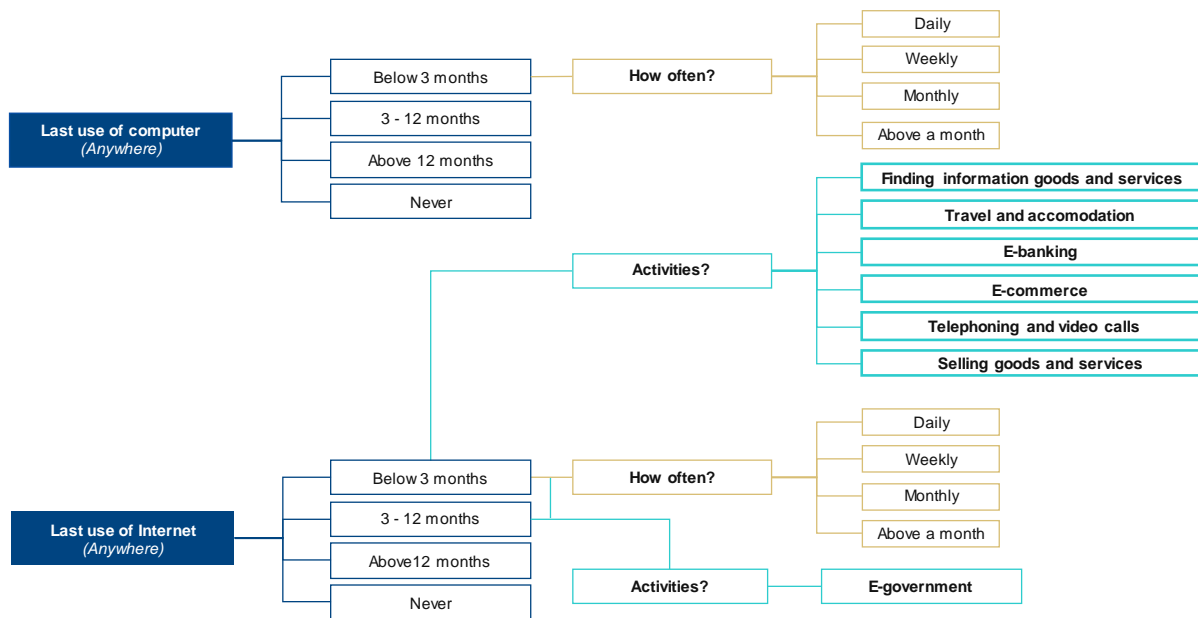 Last use of computer
(Anywhere)
Below 3 months
3 - 12 months
Above 12 months
Never
How often?
Daily
Weekly
Monthly
Above a month
Activities?
Finding information goods and services
Travel and accomodation
E-banking
E-commerce
Telephoning and video calls
Selling goods and services
Last use of Internet
(Anywhere)
Below 3 months
3 - 12 months
Above12 months
Never
How often?
Daily
Weekly
Monthly
Above a month
Activities?
E-government